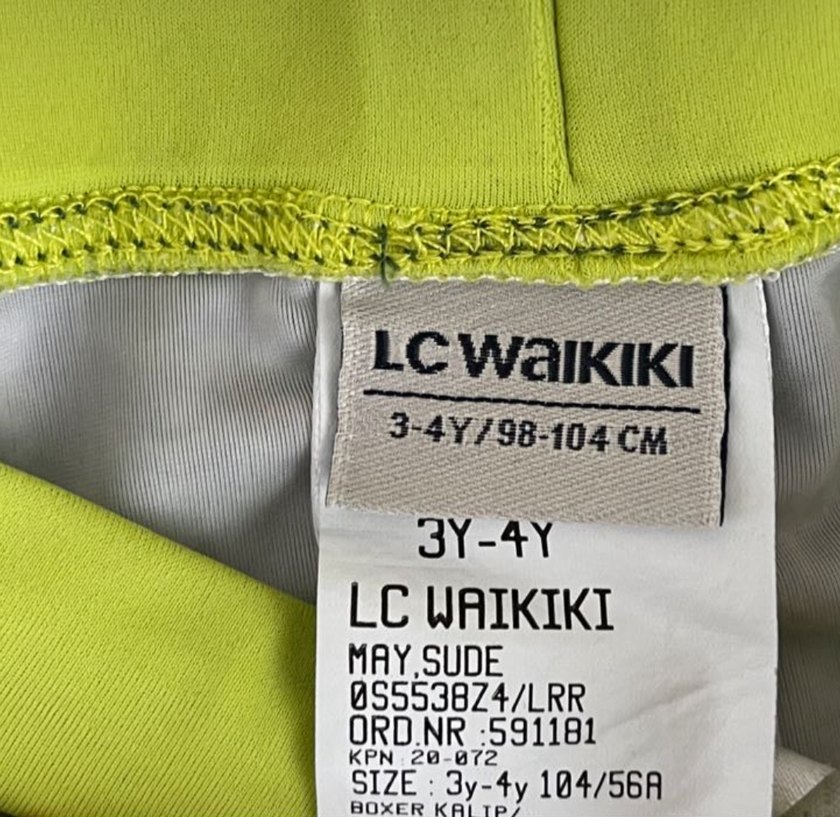 LC WAIKIKI
3-4Y/98-104 CM
3Y-4Y
LC WAIKIKI
MAY,SUDE
0S5538Z4/LRR
ORD.NR :591181
KPN 20-072
SIZE : 3y-4y 104/56A
BOXER KALIP/